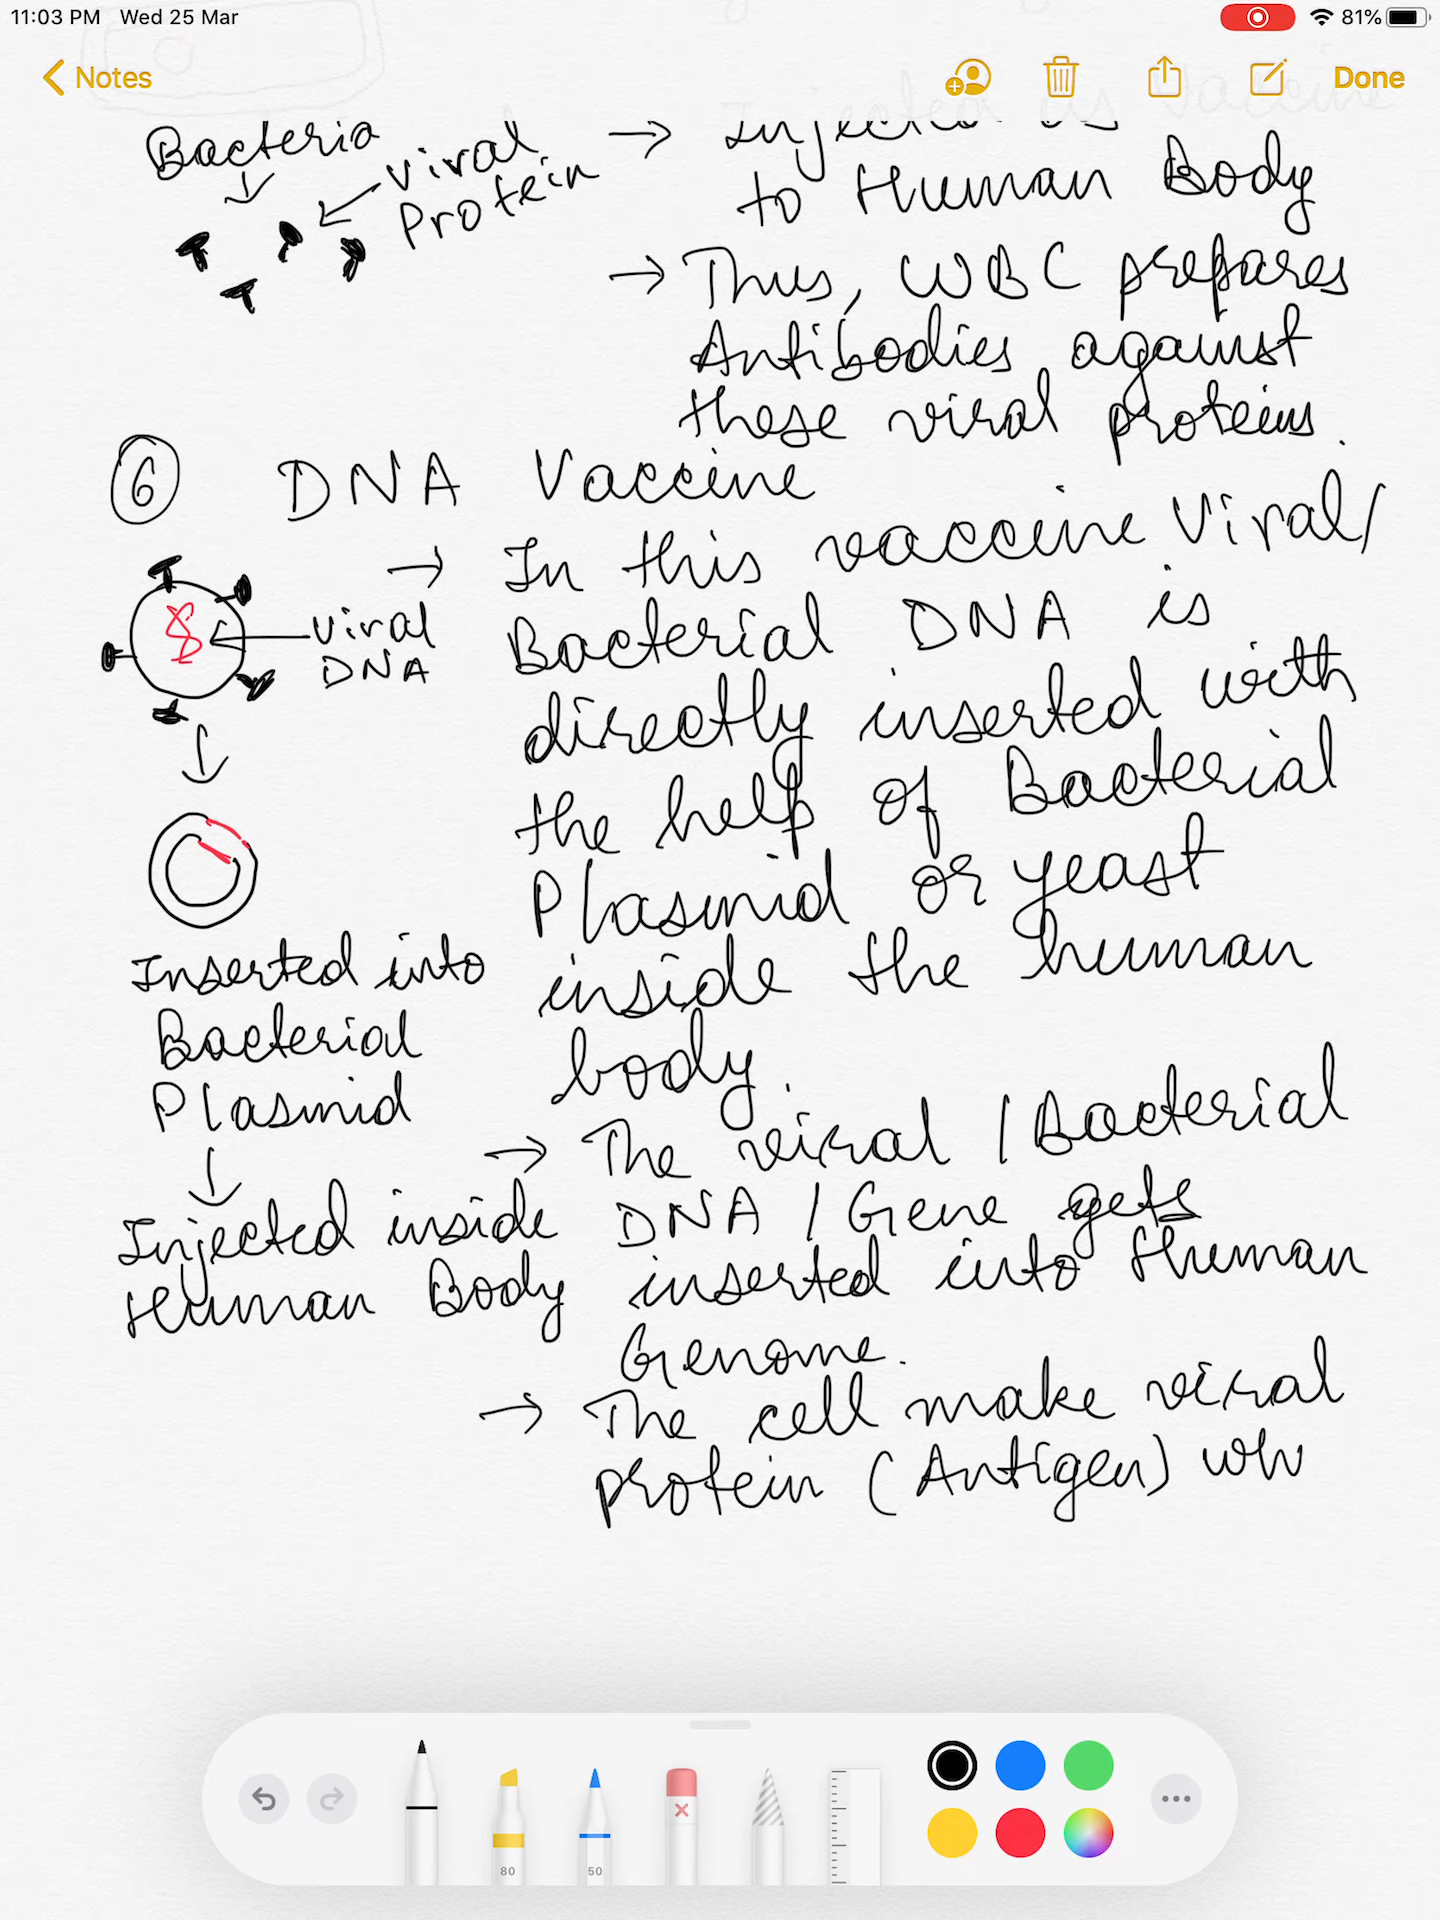 11:03 PM Wed 25 Mar
81%
Notes
Done
Bacteria
Viral
Protein
→ Injected as
to Human Body
→ Thus, WBC prepares
Antibodies against
these viral proteins.
6 DNA Vaccine
Viral
DNA
Inserted into
Bacterial
Plasmid
Injected inside
Human Body
→ In this vaccine Viral/
Bacterial DNA is
directly inserted with
the help of Bacterial
Plasmid or yeast
inside the human
body.
→ The viral / Bacterial
DNA / Gene gets
inserted into Human
Genome.
→ The cell make viral
protein (Antigen) wh
80
50